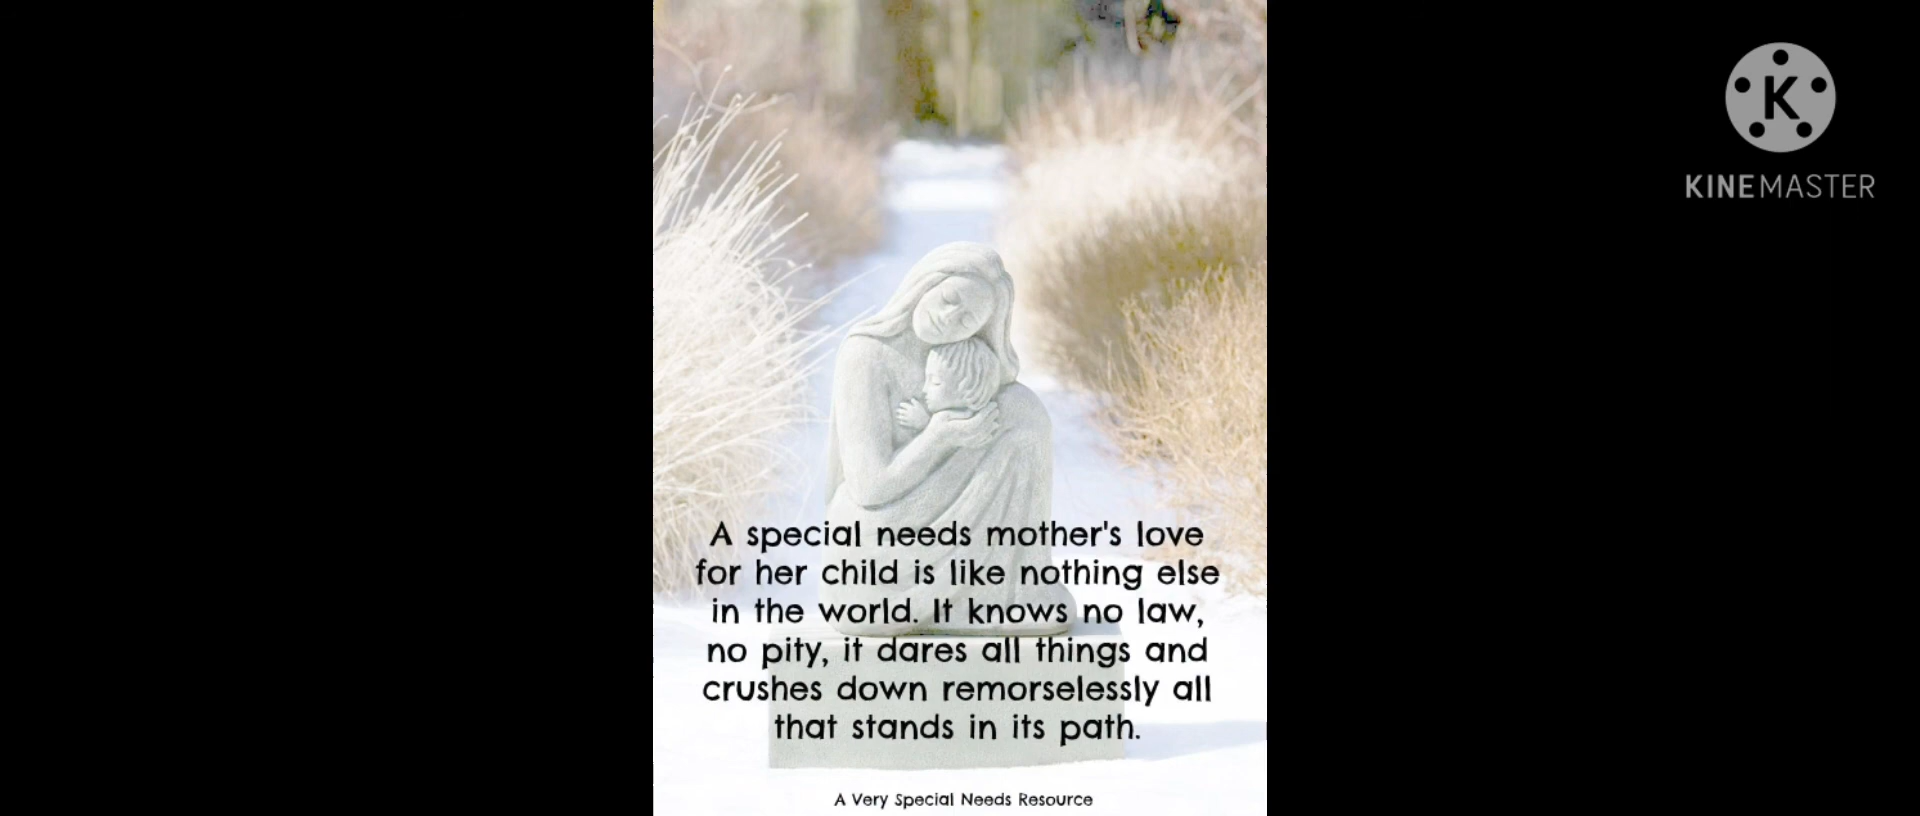 K
KINEMASTER
A special needs mother's love
for her child is like nothing else
in the world. It knows no law,
no pity, it dares all things and
crushes down remorselessly all
that stands in its path.
A Very Special Needs Resource